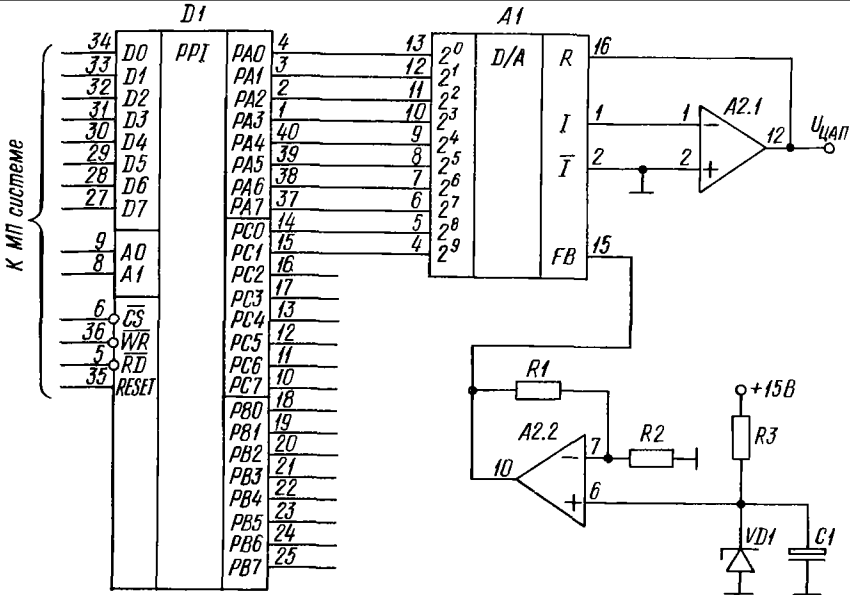 D1
A1
К МП системе
34 D0
33 D1
32 D2
31 D3
30 D4
29 D5
28 D6
27 D7
9 A0
8 A1
6 C̅S̅
36 W̅R̅
5 R̅D̅
35 RESET
PPI
PA0 4
PA1 3
PA2 2
PA3 1
PA4 40
PA5 39
PA6 38
PA7 37
PC0 14
PC1 15
PC2 16
PC3 17
PC4 13
PC5 12
PC6 11
PC7 10
PB0 18
PB1 19
PB2 20
PB3 21
PB4 22
PB5 23
PB6 24
PB7 25
13 2⁰
12 2¹
11 2²
10 2³
9 2⁴
8 2⁵
7 2⁶
6 2⁷
5 2⁸
4 2⁹
D/A
R 16
I 1
I̅ 2
FB 15
A2.1
1 −
2 +
12
UЦАП
R1
A2.2
10
− 7
+ 6
R2
+15В
R3
VD1
C1